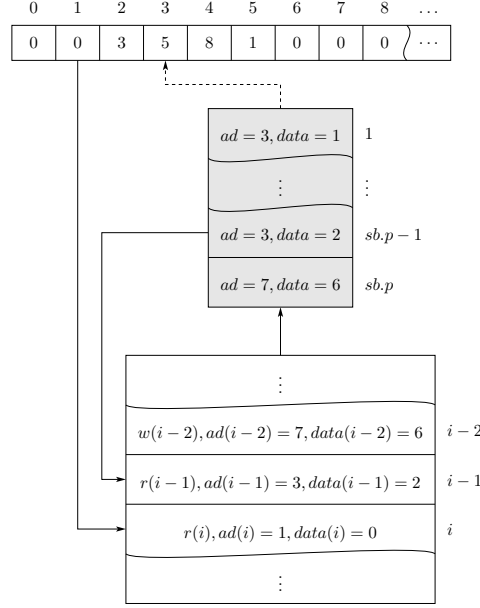 0 1 2 3 4 5 6 7 8 ...
0 0 3 5 8 1 0 0 0 ...
ad = 3, data = 1 1
⋮ ⋮
ad = 3, data = 2 sb.p − 1
ad = 7, data = 6 sb.p
⋮
w(i − 2), ad(i − 2) = 7, data(i − 2) = 6 i − 2
r(i − 1), ad(i − 1) = 3, data(i − 1) = 2 i − 1
r(i), ad(i) = 1, data(i) = 0 i
⋮